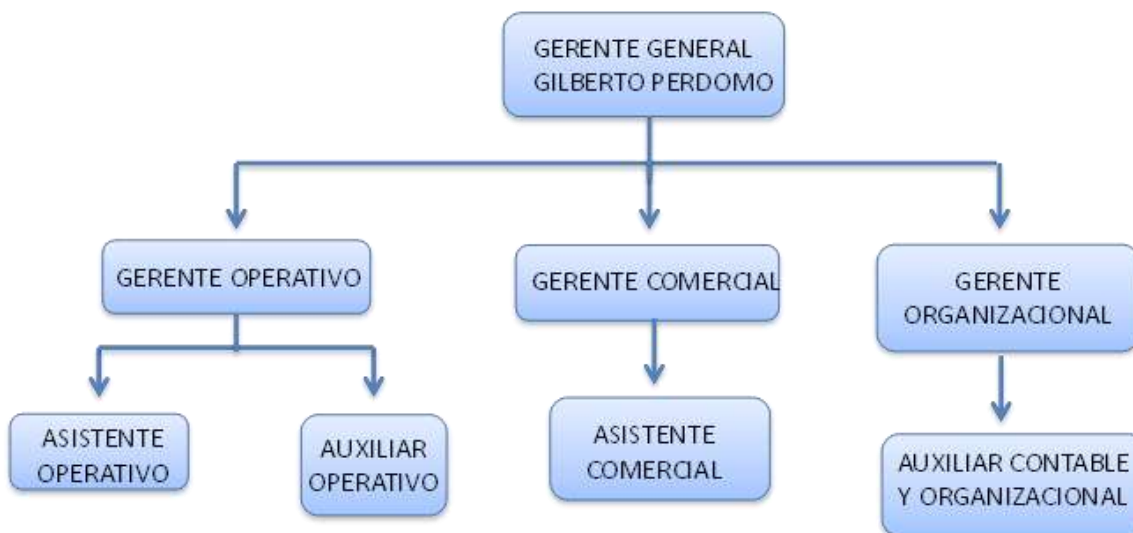 GERENTE GENERAL
GILBERTO PERDOMO
GERENTE OPERATIVO
GERENTE COMERCIAL
GERENTE
ORGANIZACIONAL
ASISTENTE
OPERATIVO
AUXILIAR
OPERATIVO
ASISTENTE
COMERCIAL
AUXILIAR CONTABLE
Y ORGANIZACIONAL